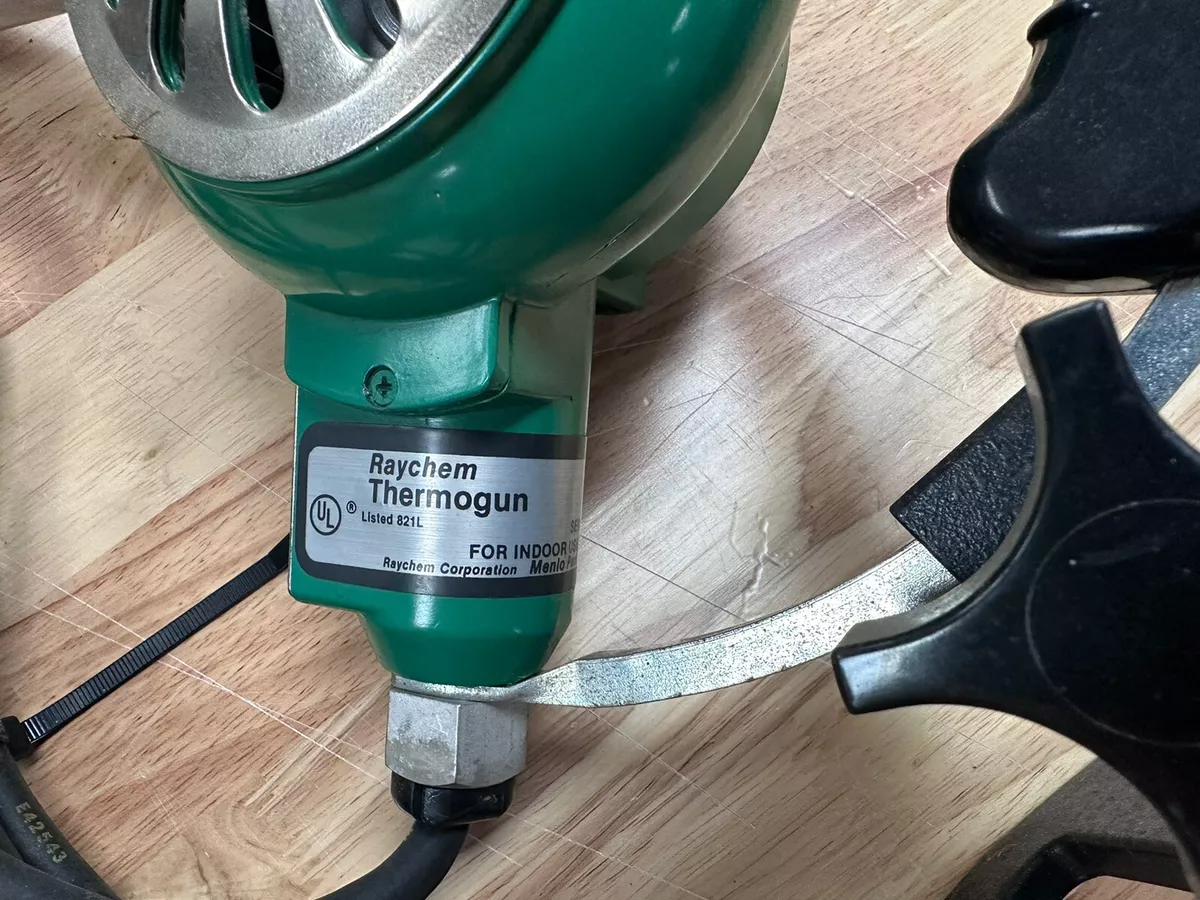 Raychem
Thermogun
UL ® Listed 821L
FOR INDOOR
Raychem Corporation Menlo
E42543